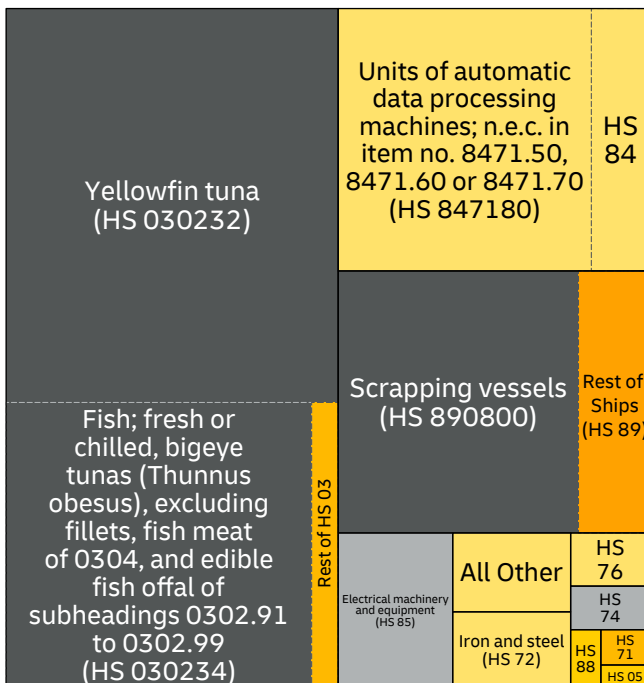 Yellowfin tuna
(HS 030232)
Units of automatic
data processing
machines; n.e.c. in
item no. 8471.50,
8471.60 or 8471.70
(HS 847180)
HS
84
Scrapping vessels
(HS 890800)
Rest of
Ships
(HS 89)
Fish; fresh or
chilled, bigeye
tunas (Thunnus
obesus), excluding
fillets, fish meat
of 0304, and edible
fish offal of
subheadings 0302.91
to 0302.99
(HS 030234)
Rest of HS 03
Electrical machinery
and equipment
(HS 85)
All Other
Iron and steel
(HS 72)
HS
76
HS
74
HS
88
HS
71
HS 05